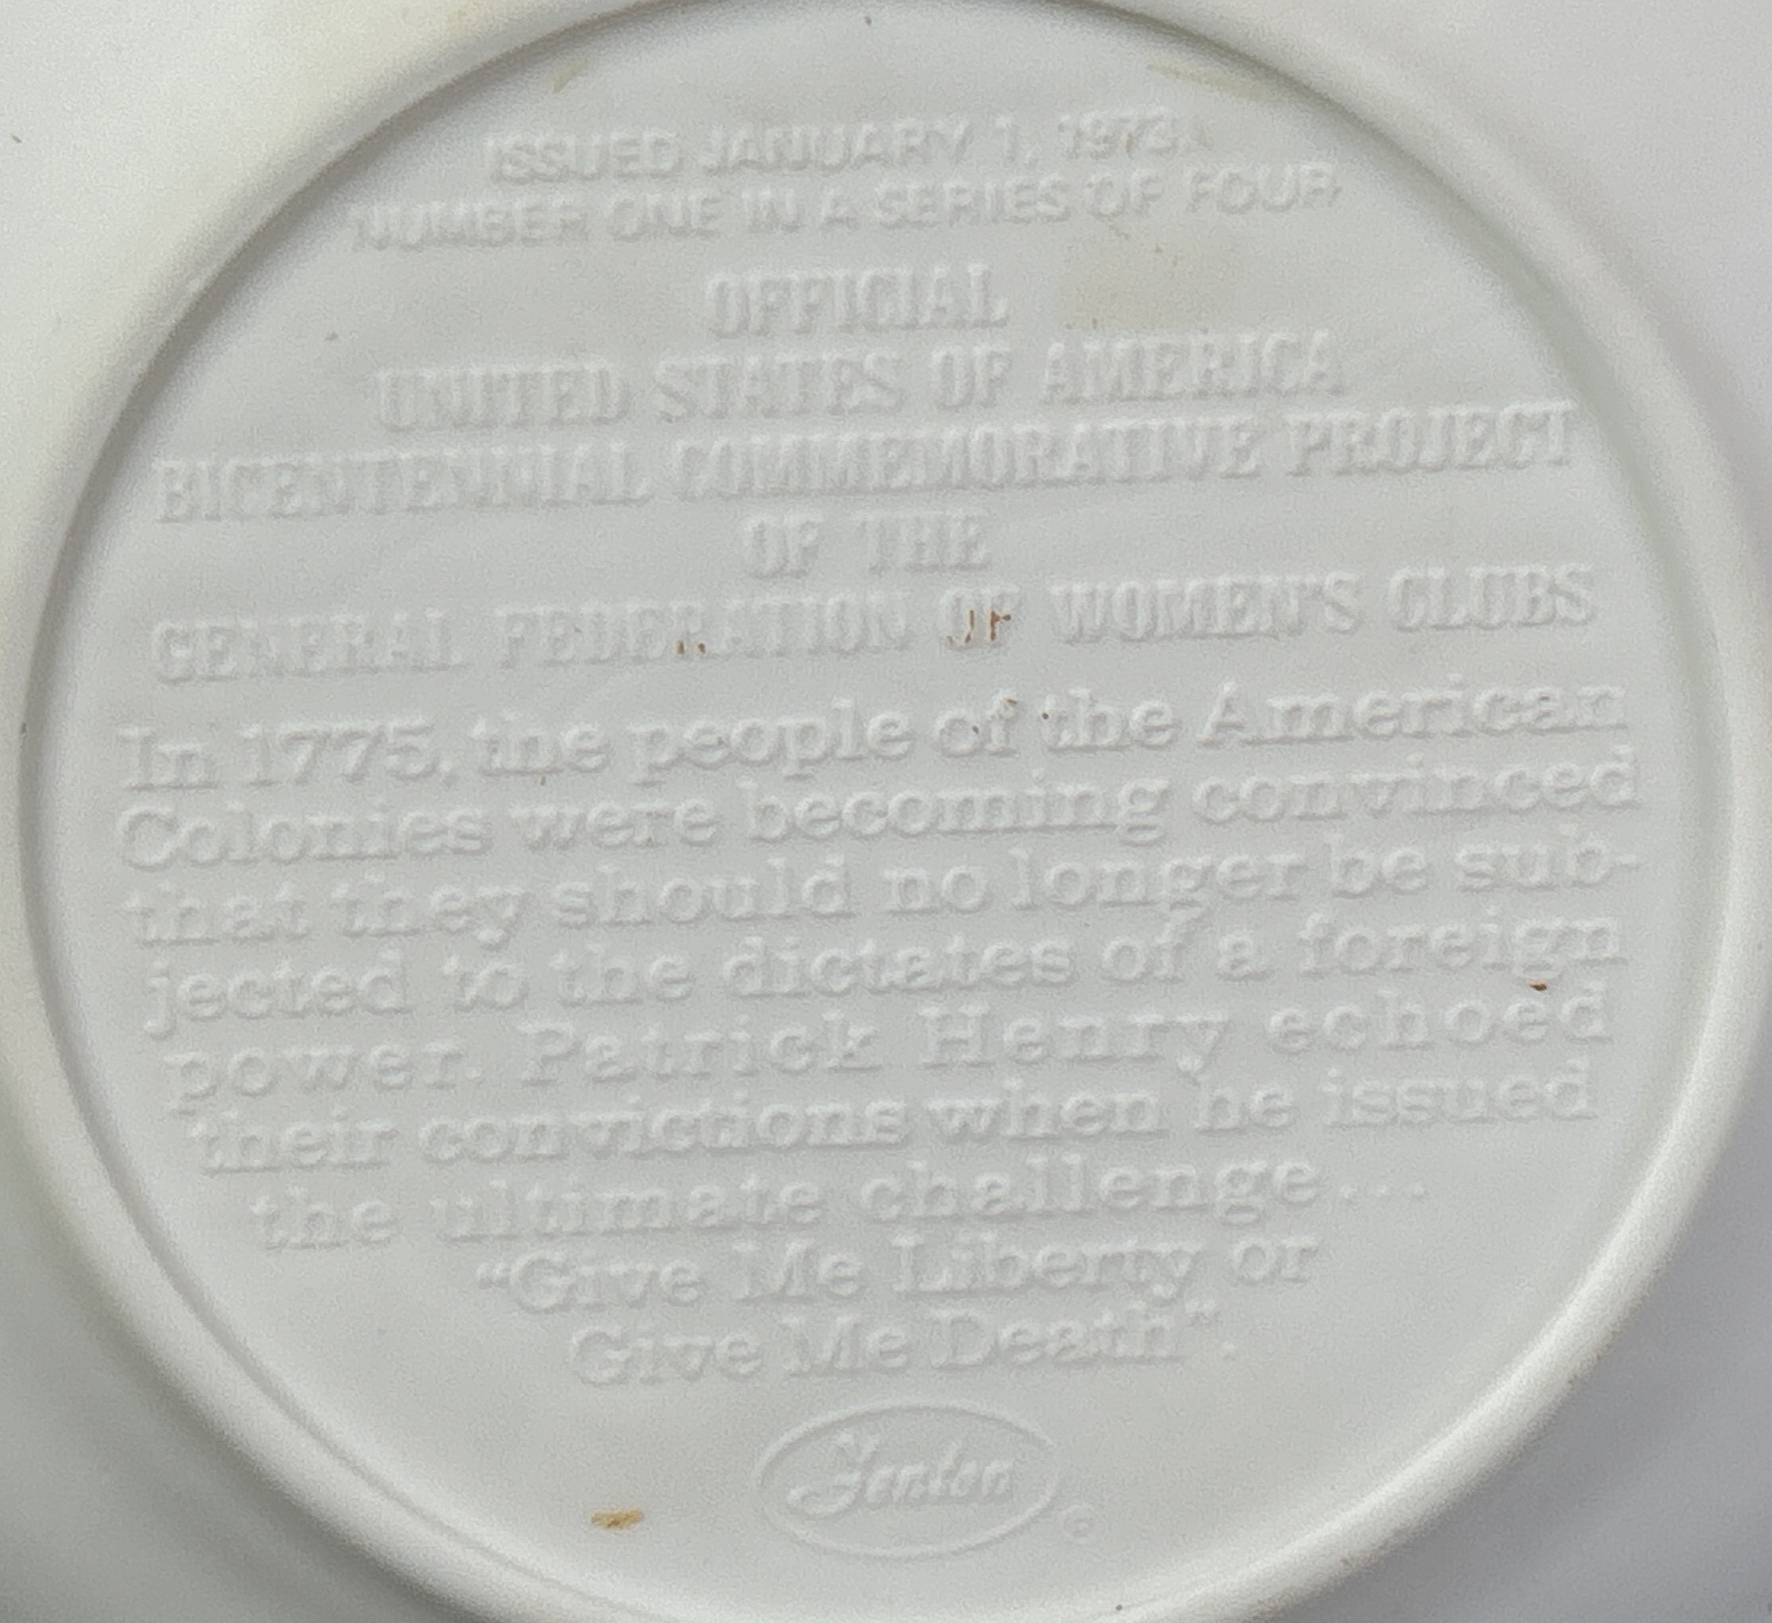 ISSUED JANUARY 1, 1973.
NUMBER ONE IN A SERIES OF FOUR
OFFICIAL
UNITED STATES OF AMERICA
BICENTENNIAL COMMEMORATIVE PROJECT
OF THE
GENERAL FEDERATION OF WOMEN'S CLUBS
In 1775, the people of the American
Colonies were becoming convinced
that they should no longer be sub-
jected to the dictates of a foreign
power. Patrick Henry echoed
their convictions when he issued
the ultimate challenge...
“Give Me Liberty or
Give Me Death”.
Fenton ©